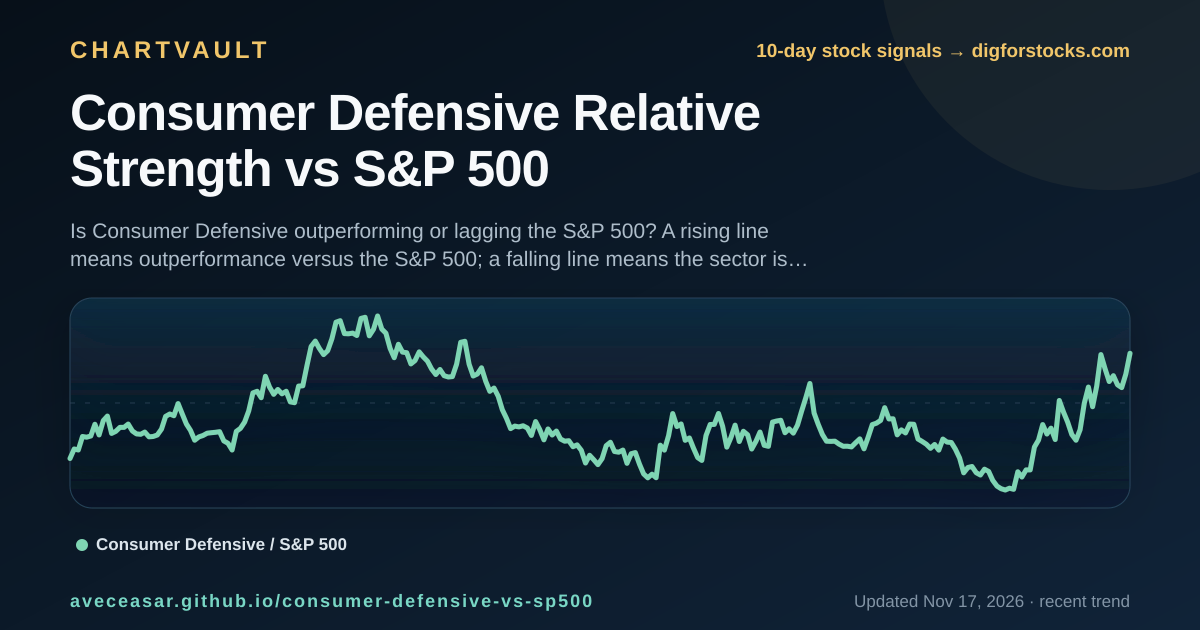 CHARTVAULT
10-day stock signals → digforstocks.com
Consumer Defensive Relative
Strength vs S&P 500
Is Consumer Defensive outperforming or lagging the S&P 500? A rising line
means outperformance versus the S&P 500; a falling line means the sector is…
Consumer Defensive / S&P 500
aveceasar.github.io/consumer-defensive-vs-sp500
Updated Nov 17, 2026 · recent trend